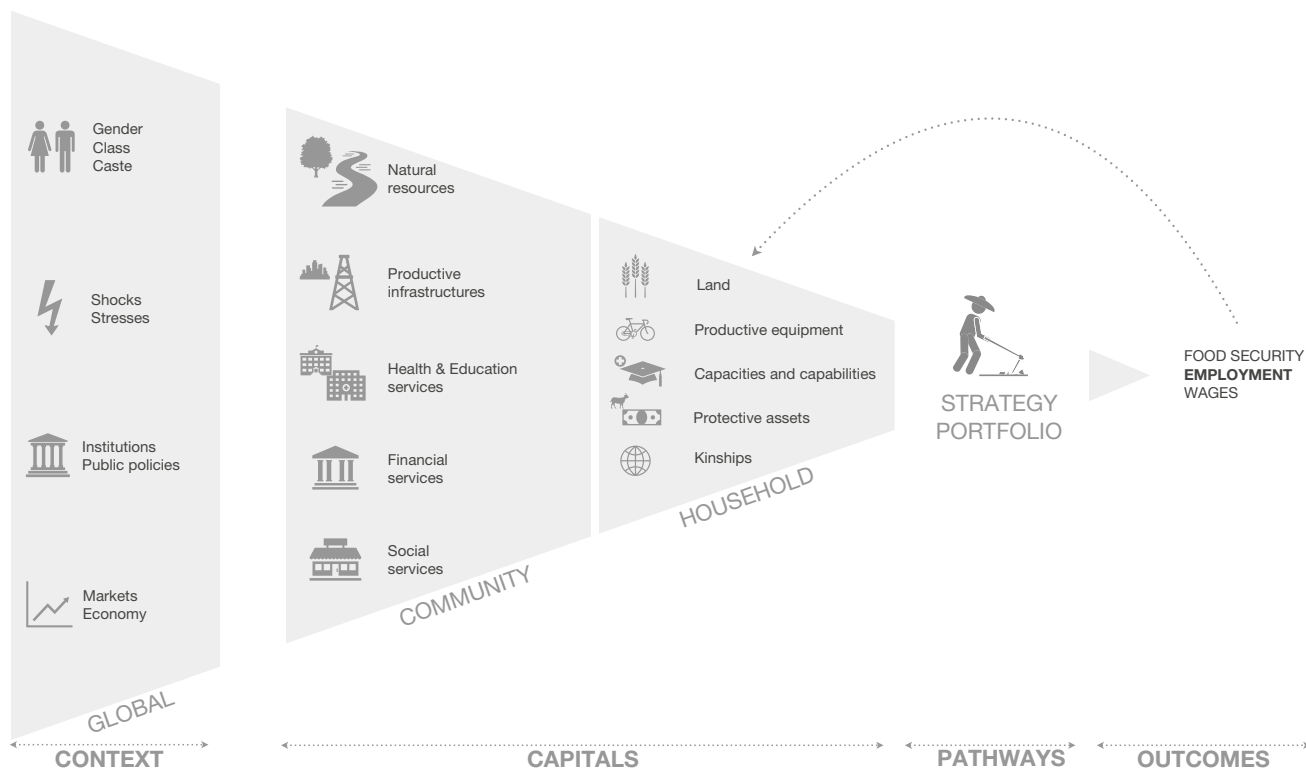 Gender
Class
Caste
Shocks
Stresses
Institutions
Public policies
Markets
Economy
GLOBAL
Natural
resources
Productive
infrastructures
Health & Education
services
Financial
services
Social
services
COMMUNITY
Land
Productive equipment
Capacities and capabilities
Protective assets
Kinships
HOUSEHOLD
STRATEGY
PORTFOLIO
FOOD SECURITY
EMPLOYMENT
WAGES
CONTEXT
CAPITALS
PATHWAYS
OUTCOMES